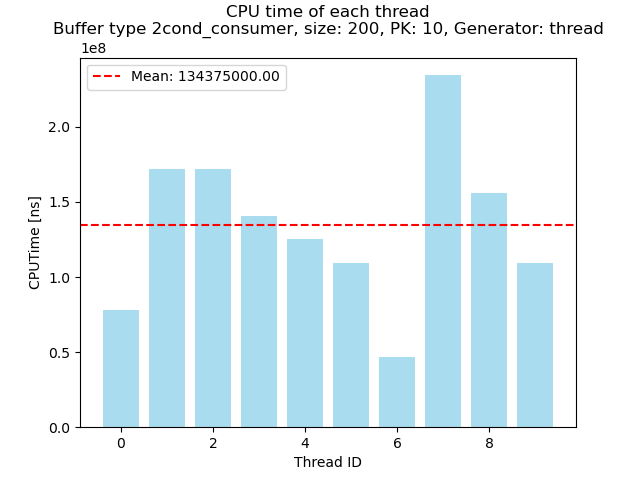 CPU time of each thread
Buffer type 2cond_consumer, size: 200, PK: 10, Generator: thread
1e8
Mean: 134375000.00
2.0
1.5
1.0
0.5
0.0
CPUTime [ns]
0 2 4 6 8
Thread ID